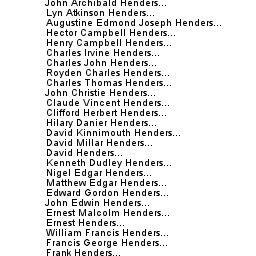 John Archibald Henders...
Lyn Atkinson Henders...
Augustine Edmond Joseph Henders...
Hector Campbell Henders...
Henry Campbell Henders...
Charles Irvine Henders...
Charles John Henders...
Royden Charles Henders...
Charles Thomas Henders...
John Christie Henders...
Claude Vincent Henders...
Clifford Herbert Henders...
Hilary Danier Henders...
David Kinnimouth Henders...
David Millar Henders...
David Henders...
Kenneth Dudley Henders...
Nigel Edgar Henders...
Matthew Edgar Henders...
Edward Gordon Henders...
John Edwin Henders...
Ernest Malcolm Henders...
Ernest Henders...
William Francis Henders...
Francis George Henders...
Frank Henders...